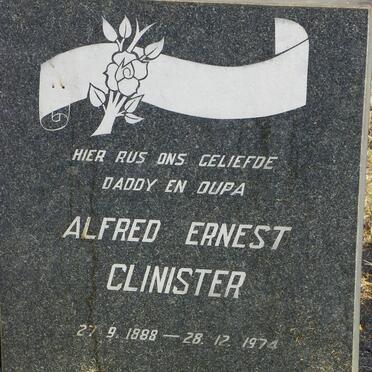 HIER RUS ONS GELIEFDE
DADDY EN OUPA
ALFRED ERNEST
CLINISTER
27. 9. 1888 — 28. 12. 1974